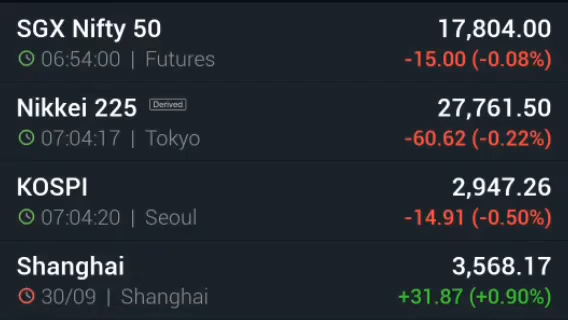 SGX Nifty 50 17,804.00
06:54:00 | Futures -15.00 (-0.08%)
Nikkei 225 Derived 27,761.50
07:04:17 | Tokyo -60.62 (-0.22%)
KOSPI 2,947.26
07:04:20 | Seoul -14.91 (-0.50%)
Shanghai 3,568.17
30/09 | Shanghai +31.87 (+0.90%)